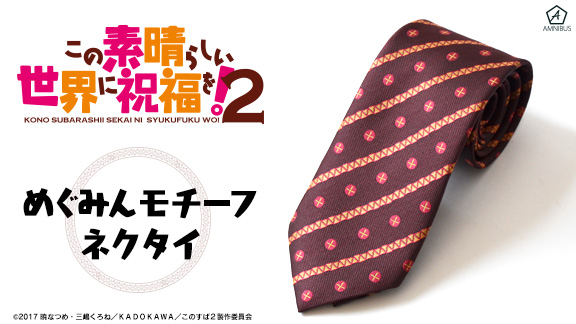 AMNIBUS
この素晴らしい
世界に祝福を!2
KONO SUBARASHII SEKAI NI SYUKUFUKU WO!
めぐみんモチーフ
ネクタイ
©2017 暁なつめ・三嶋くろね／KADOKAWA／このすば2製作委員会